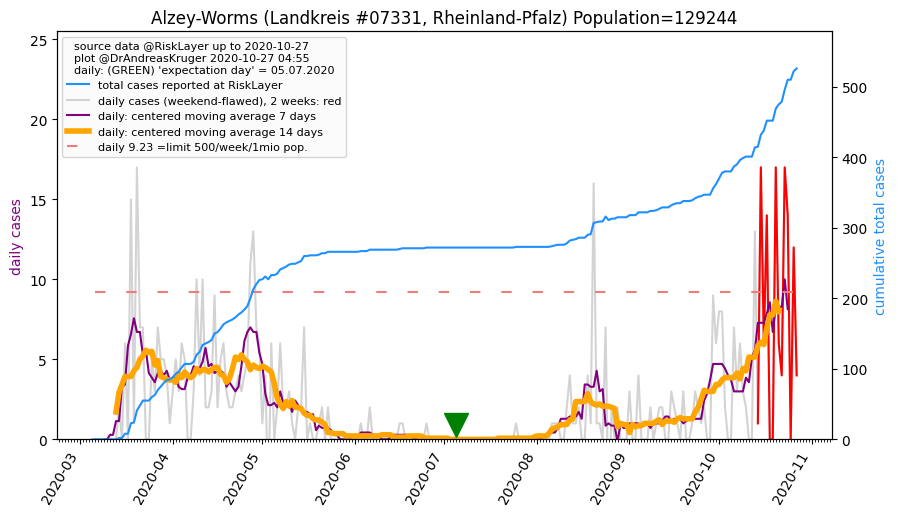 Alzey-Worms (Landkreis #07331, Rheinland-Pfalz) Population=129244
source data @RiskLayer up to 2020-10-27
plot @DrAndreasKruger 2020-10-27 04:55
daily: (GREEN) 'expectation day' = 05.07.2020
total cases reported at RiskLayer
daily cases (weekend-flawed), 2 weeks: red
daily: centered moving average 7 days
daily: centered moving average 14 days
daily 9.23 =limit 500/week/1mio pop.
daily cases
25
20
15
10
5
0
cumulative total cases
500
400
300
200
100
0
2020-03
2020-04
2020-05
2020-06
2020-07
2020-08
2020-09
2020-10
2020-11